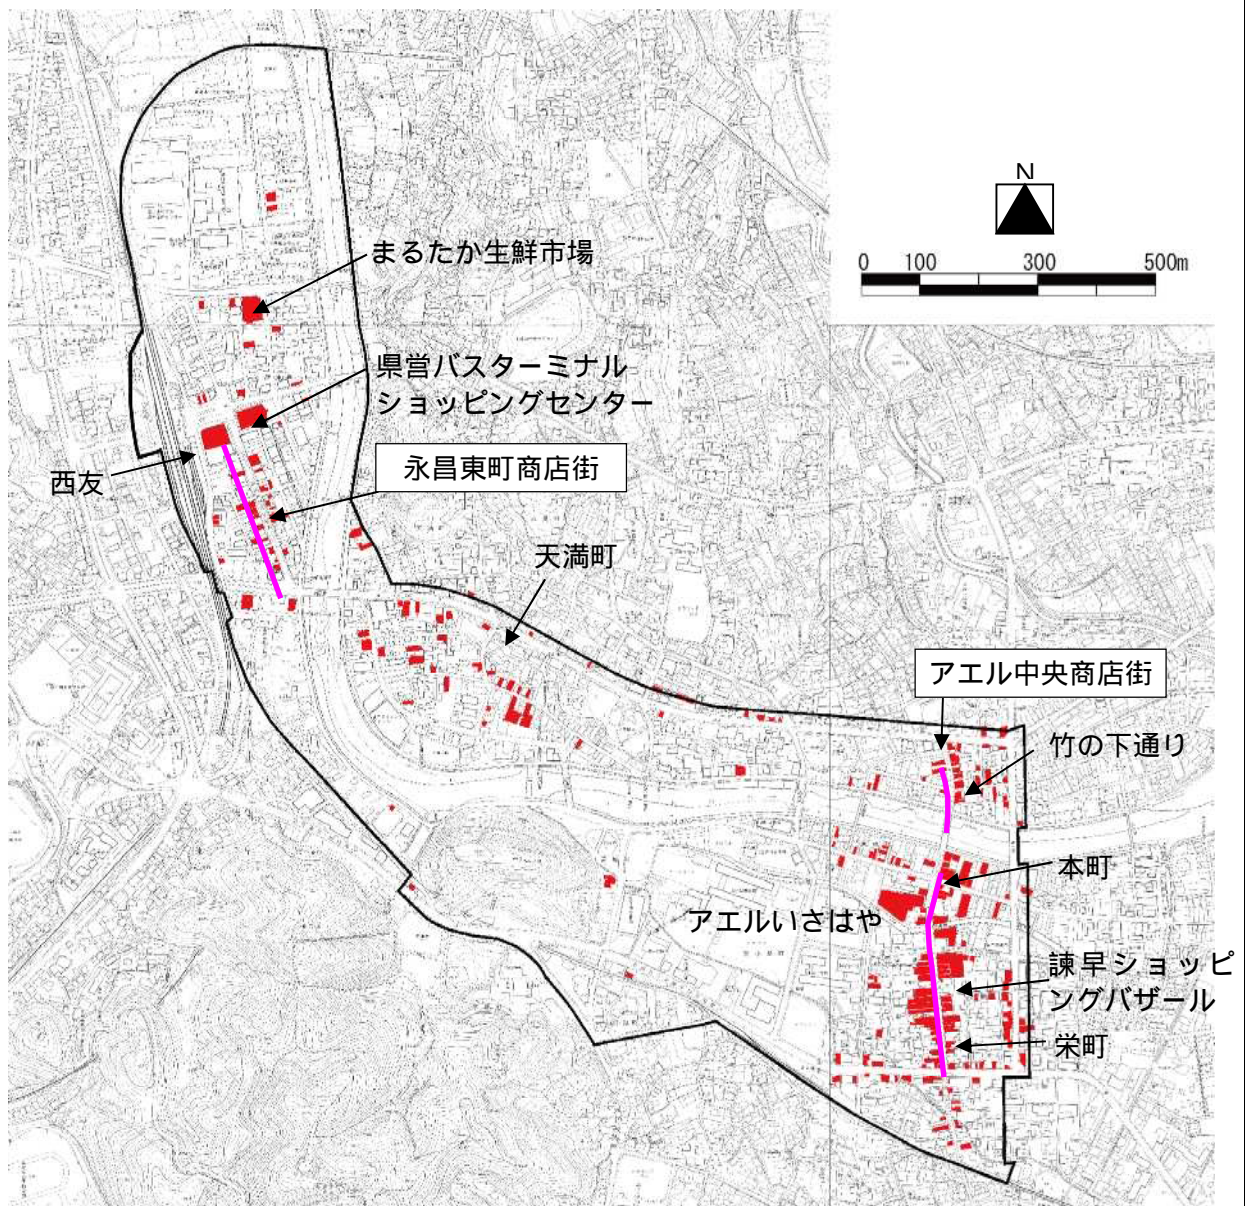 N
0 100 300 500m
まるたか生鮮市場
県営バスターミナル
ショッピングセンター
永昌東町商店街
西友
天満町
アエル中央商店街
竹の下通り
本町
アエルいさはや
諫早ショッピ
ングバザール
栄町